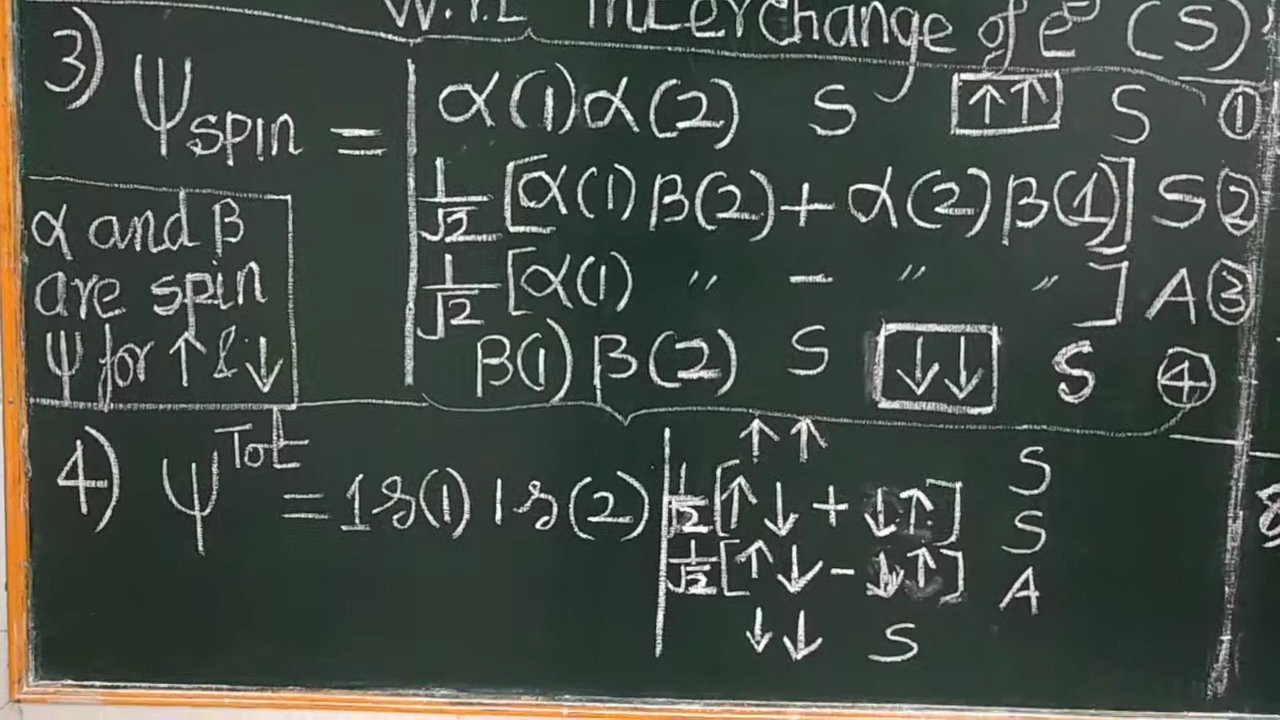 W.r.t interchange of e⁻s (S)
3) Ψspin = α(1)α(2) S ↑↑ S ①
1/√2 [α(1) β(2) + α(2) β(1)] S ②
1/√2 [α(1) " − " "] A ③
β(1) β(2) S ↓↓ S ④
α and β
are spin
Ψ for ↑ & ↓
4) Ψ^Tot = 1s(1) 1s(2)
↑↑ S
1/√2 [↑↓ + ↓↑] S
1/√2 [↑↓ − ↓↑] A
↓↓ S